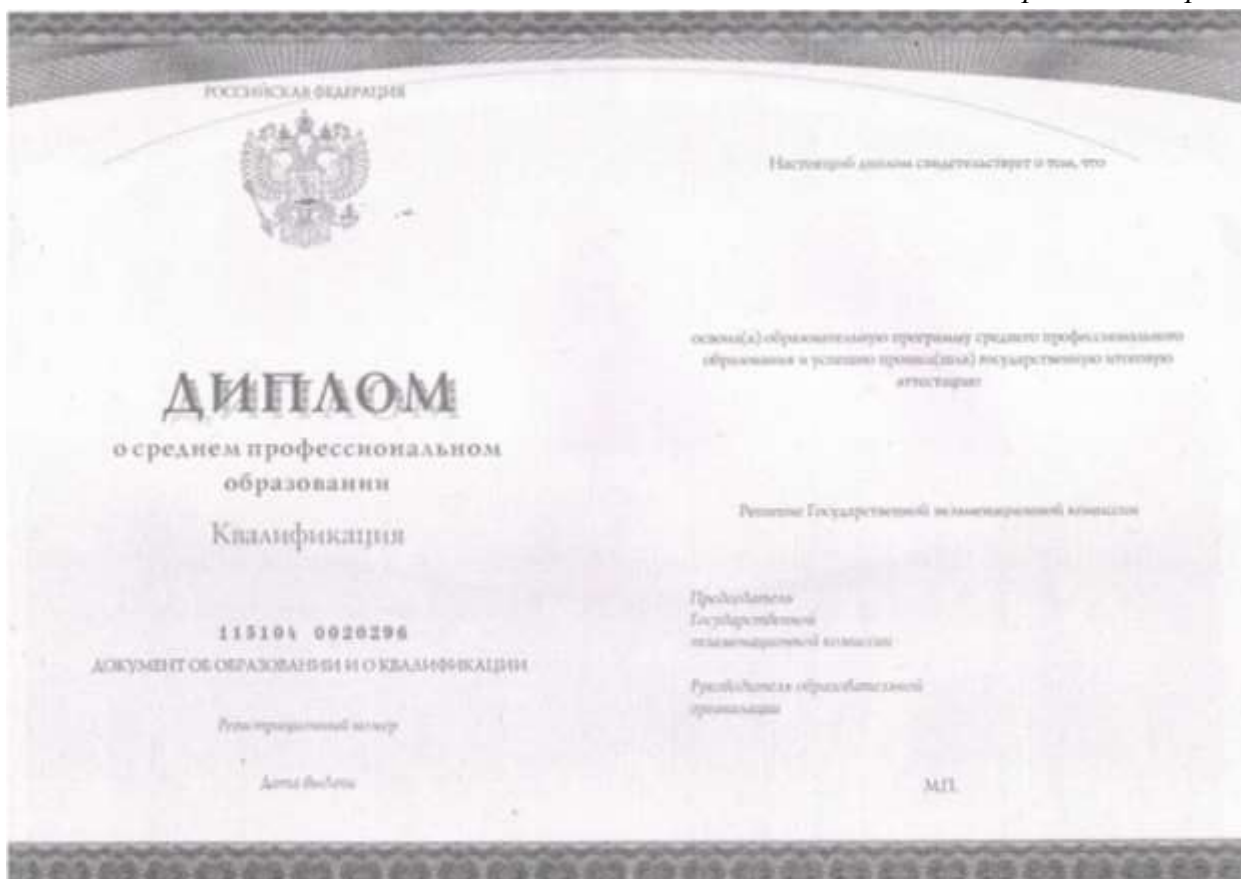 РОССИЙСКАЯ ФЕДЕРАЦИЯ
ДИПЛОМ
о среднем профессиональном
образовании
Квалификация
115104 0020296
ДОКУМЕНТ ОБ ОБРАЗОВАНИИ И О КВАЛИФИКАЦИИ
Регистрационный номер
Дата выдачи
Настоящий диплом свидетельствует о том, что
освоил(а) образовательную программу среднего профессионального
образования и успешно прошел(шла) государственную итоговую
аттестацию
Решение Государственной экзаменационной комиссии
Председатель
Государственной
экзаменационной комиссии
Руководитель образовательной
организации
М.П.